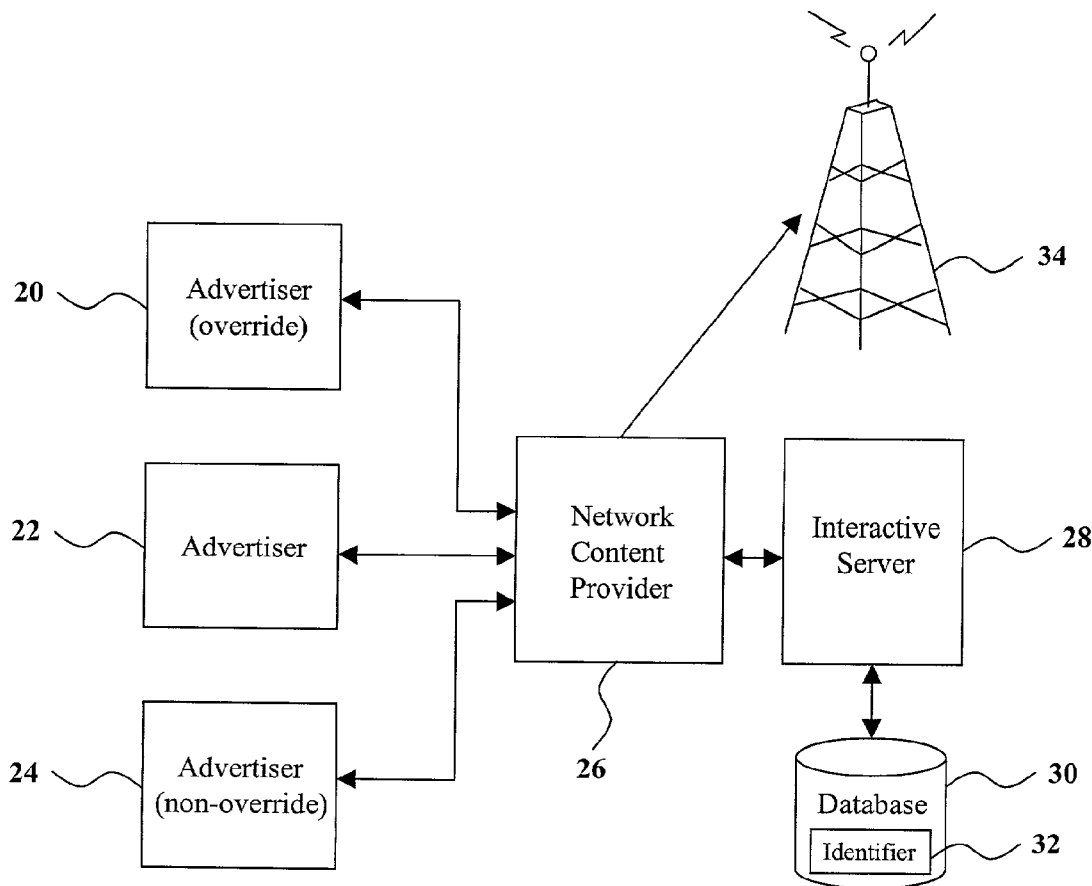 34
20
Advertiser
(override)
22
Advertiser
Network
Content
Provider
Interactive
Server
28
24
Advertiser
(non-override)
26
30
Database
Identifier
32